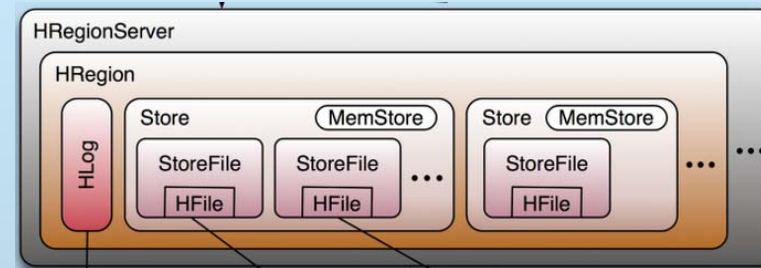 HRegionServer
HRegion
HLog
Store
MemStore
StoreFile
HFile
StoreFile
HFile
...
Store
MemStore
StoreFile
HFile
...
...